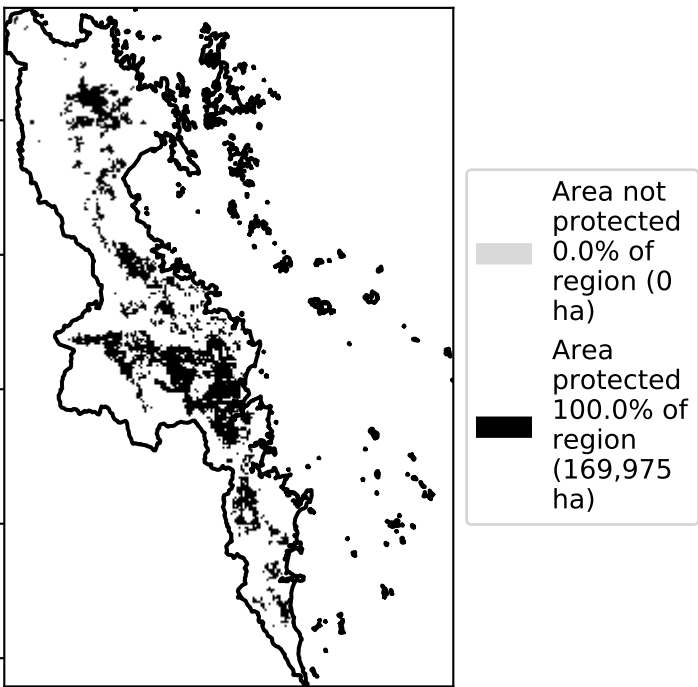 Area not
protected
0.0% of
region (0
ha)
Area
protected
100.0% of
region
(169,975
ha)